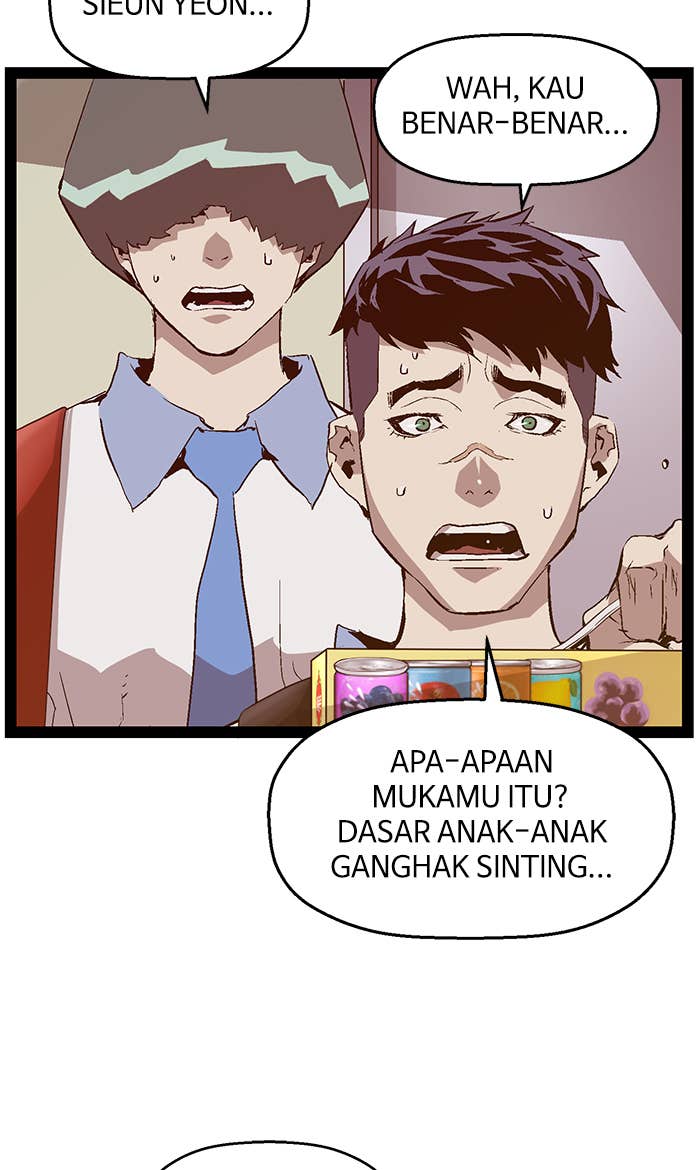 SIEUN YEON...
WAH, KAU
BENAR-BENAR...
APA-APAAN
MUKAMU ITU?
DASAR ANAK-ANAK
GANGHAK SINTING...